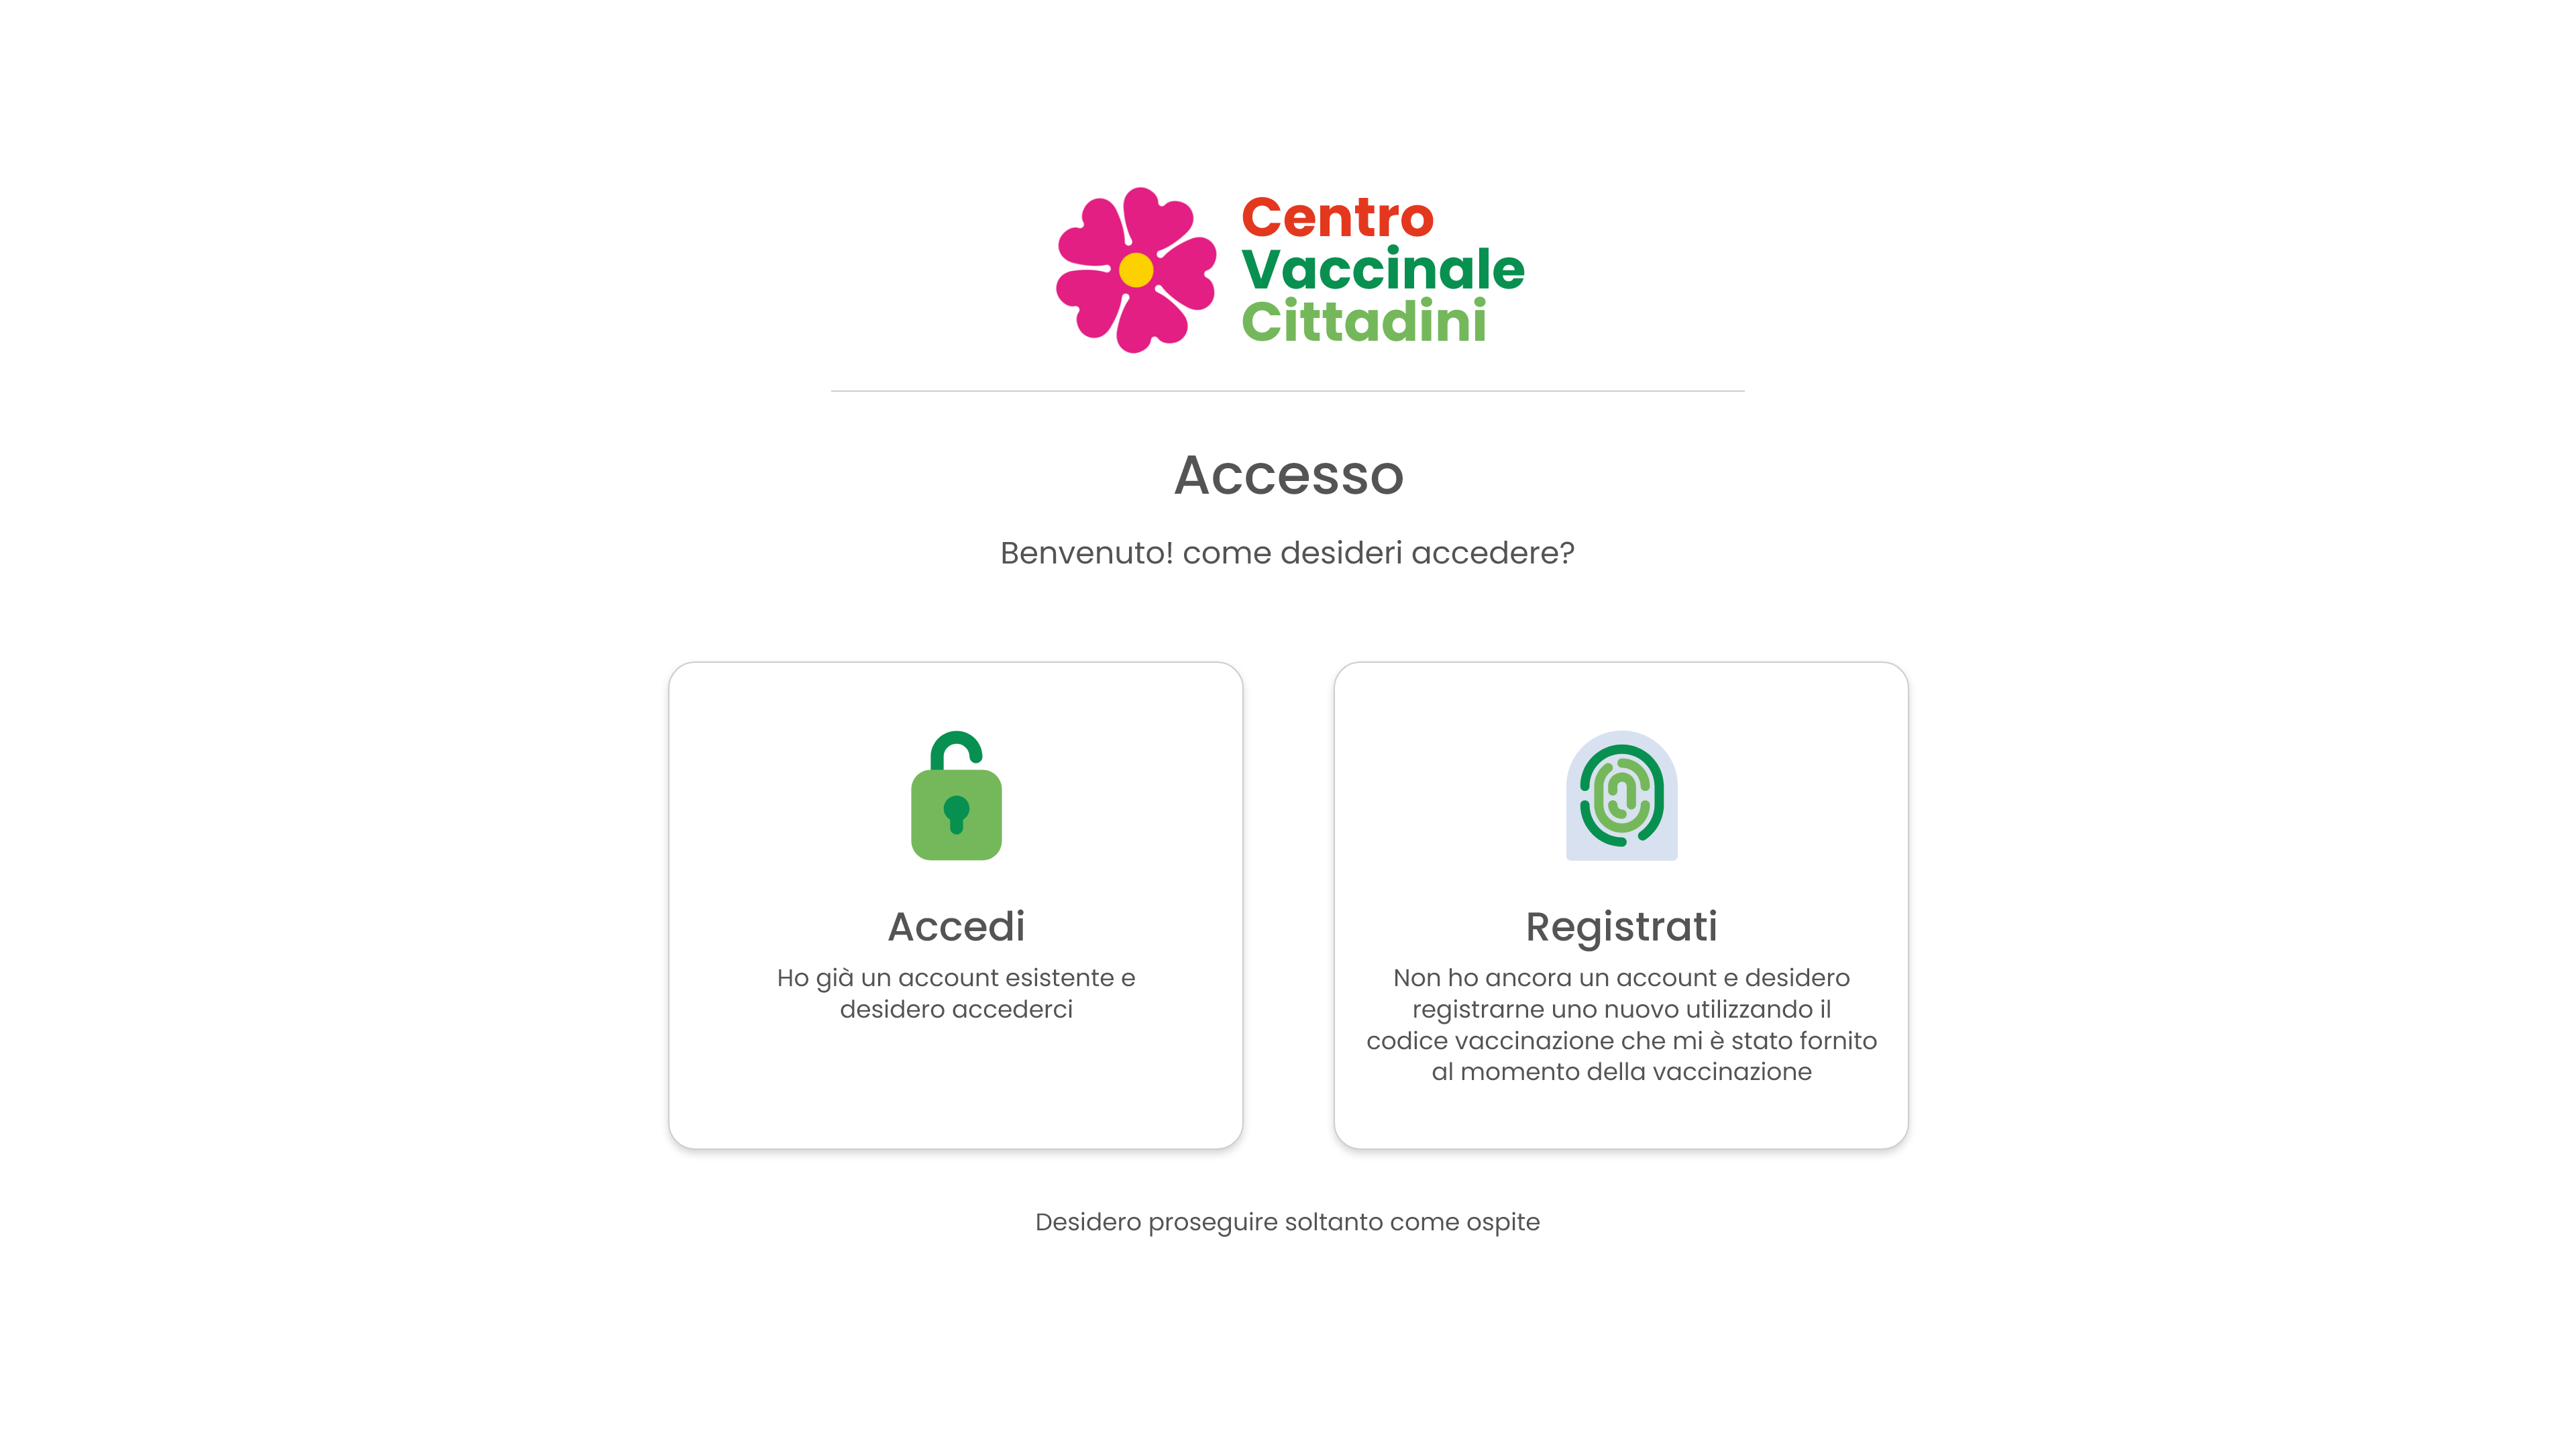 Centro
Vaccinale
Cittadini
Accesso
Benvenuto! come desideri accedere?
Accedi
Ho già un account esistente e
desidero accederci
Registrati
Non ho ancora un account e desidero
registrarne uno nuovo utilizzando il
codice vaccinazione che mi è stato fornito
al momento della vaccinazione
Desidero proseguire soltanto come ospite